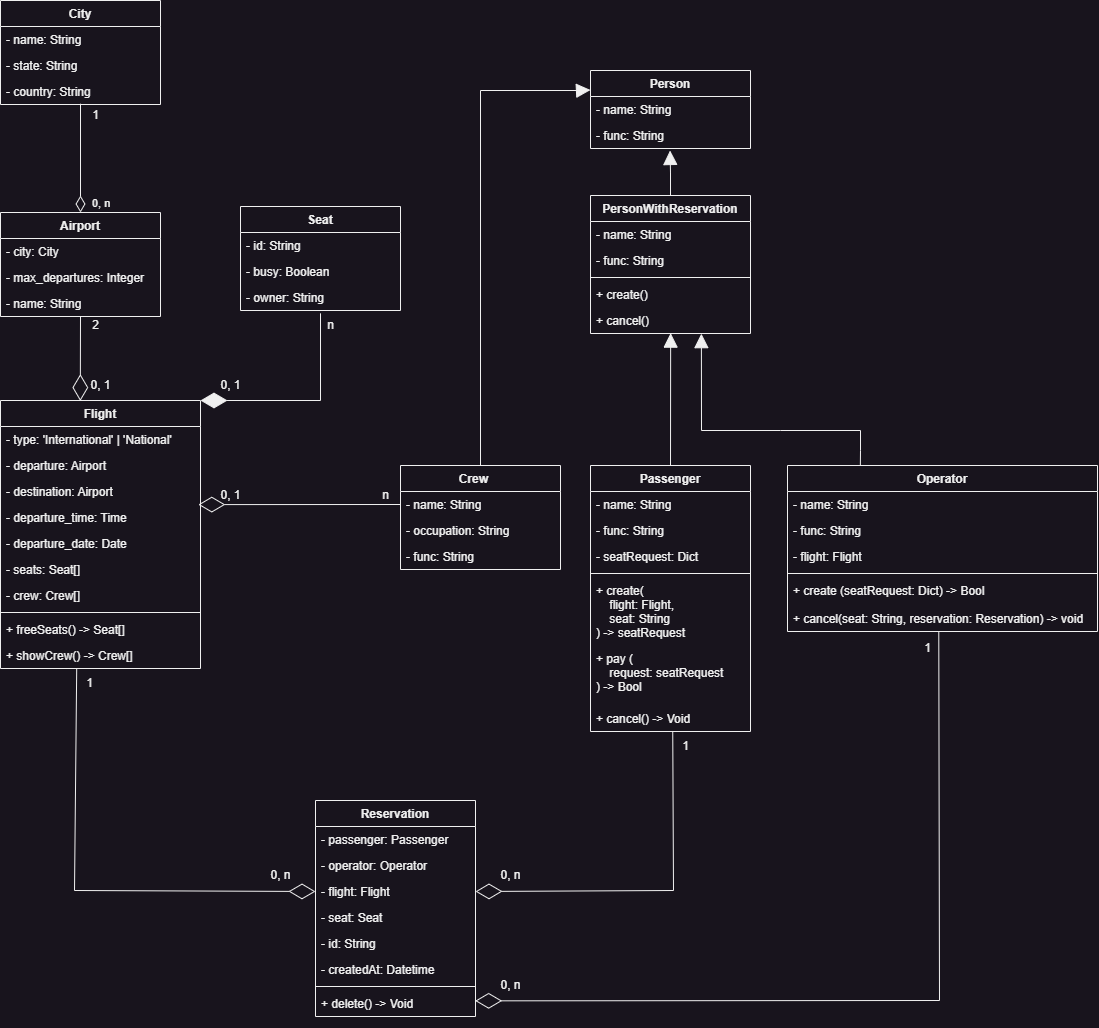 City
- name: String
- state: String
- country: String
1
0, n
Airport
- city: City
- max_departures: Integer
- name: String
2
0, 1
Seat
- id: String
- busy: Boolean
- owner: String
n
0, 1
Flight
- type: 'International' | 'National'
- departure: Airport
- destination: Airport
- departure_time: Time
- departure_date: Date
- seats: Seat[]
- crew: Crew[]
+ freeSeats() -> Seat[]
+ showCrew() -> Crew[]
0, 1
n
1
Person
- name: String
- func: String
PersonWithReservation
- name: String
- func: String
+ create()
+ cancel()
Crew
- name: String
- occupation: String
- func: String
Passenger
- name: String
- func: String
- seatRequest: Dict
+ create(
flight: Flight,
seat: String
) -> seatRequest
+ pay (
request: seatRequest
) -> Bool
+ cancel() -> Void
1
Operator
- name: String
- func: String
- flight: Flight
+ create (seatRequest: Dict) -> Bool
+ cancel(seat: String, reservation: Reservation) -> void
1
Reservation
- passenger: Passenger
- operator: Operator
- flight: Flight
- seat: Seat
- id: String
- createdAt: Datetime
+ delete() -> Void
0, n
0, n
0, n